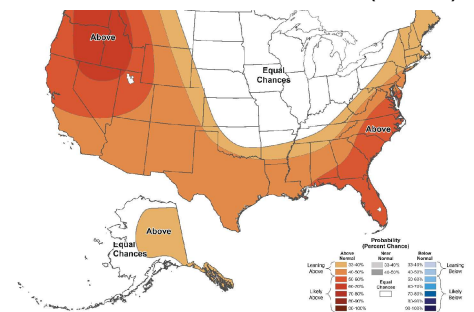 Above
Equal
Chances
Above
Above
Equal
Chances
Probability
(Percent Chance)
Above
Normal
Near
Normal
Below
Normal
Leaning
Above
33-40%
40-50%
50-60%
60-70%
70-80%
80-90%
90-100%
Likely
Above
33-40%
40-50%
Equal
Chances
33-40%
40-50%
50-60%
60-70%
70-80%
80-90%
90-100%
Leaning
Below
Likely
Below